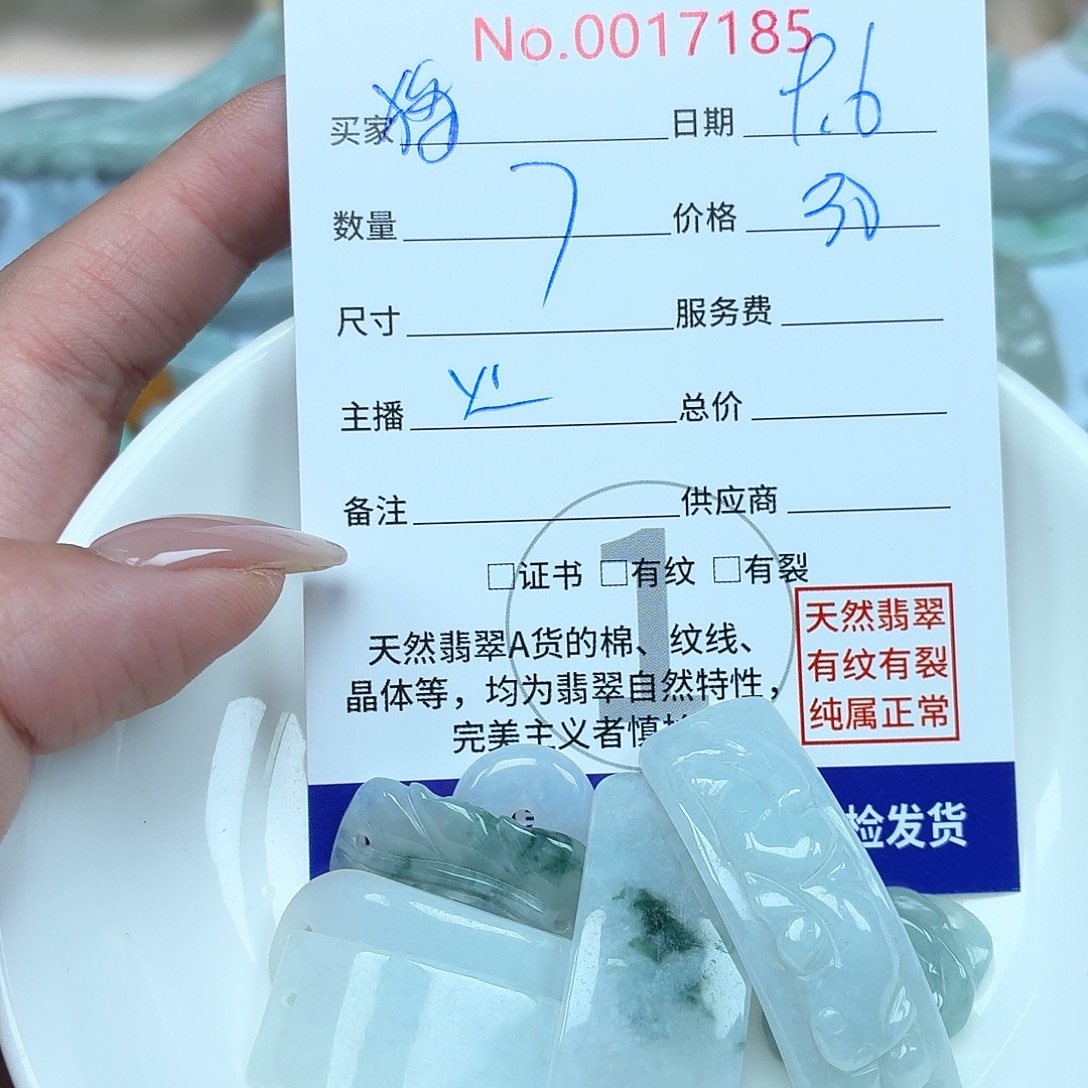 No.0017185
买家 日期 9.6
数量 7 价格 30
尺寸 服务费
主播 总价
备注 供应商
1
□证书 □有纹 □有裂
天然翡翠A货的棉、纹线、
晶体等，均为翡翠自然特性，
完美主义者慎
天然翡翠
有纹有裂
纯属正常
检发货